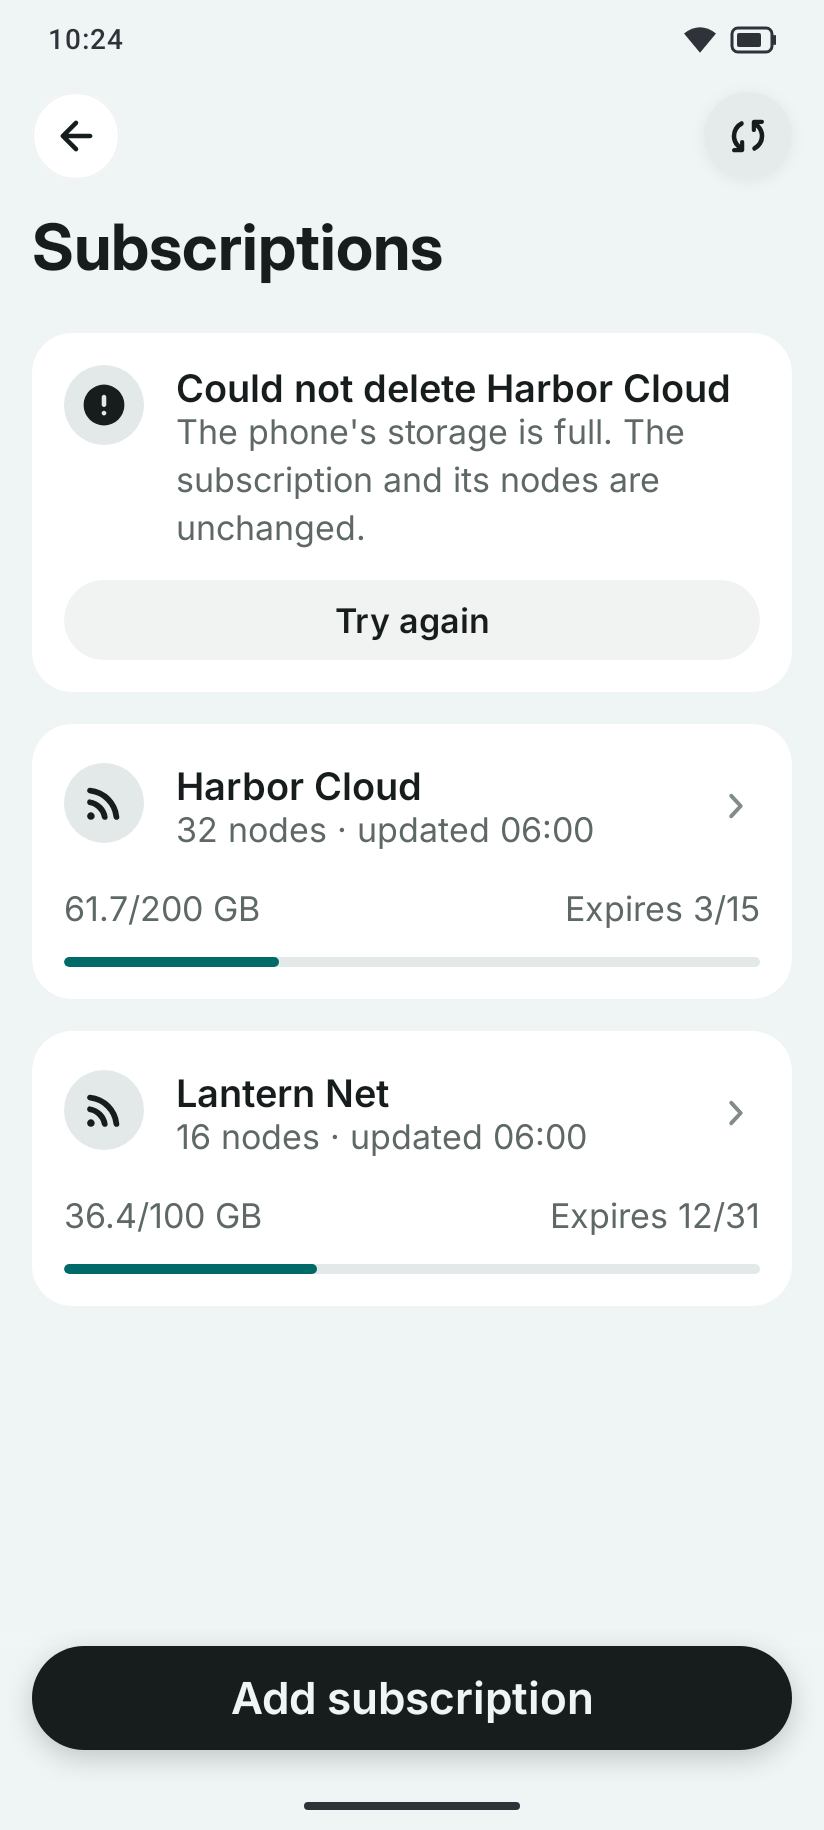 10:24
Subscriptions
Could not delete Harbor Cloud
The phone's storage is full. The
subscription and its nodes are
unchanged.
Try again
Harbor Cloud
32 nodes · updated 06:00
61.7/200 GB
Expires 3/15
Lantern Net
16 nodes · updated 06:00
36.4/100 GB
Expires 12/31
Add subscription